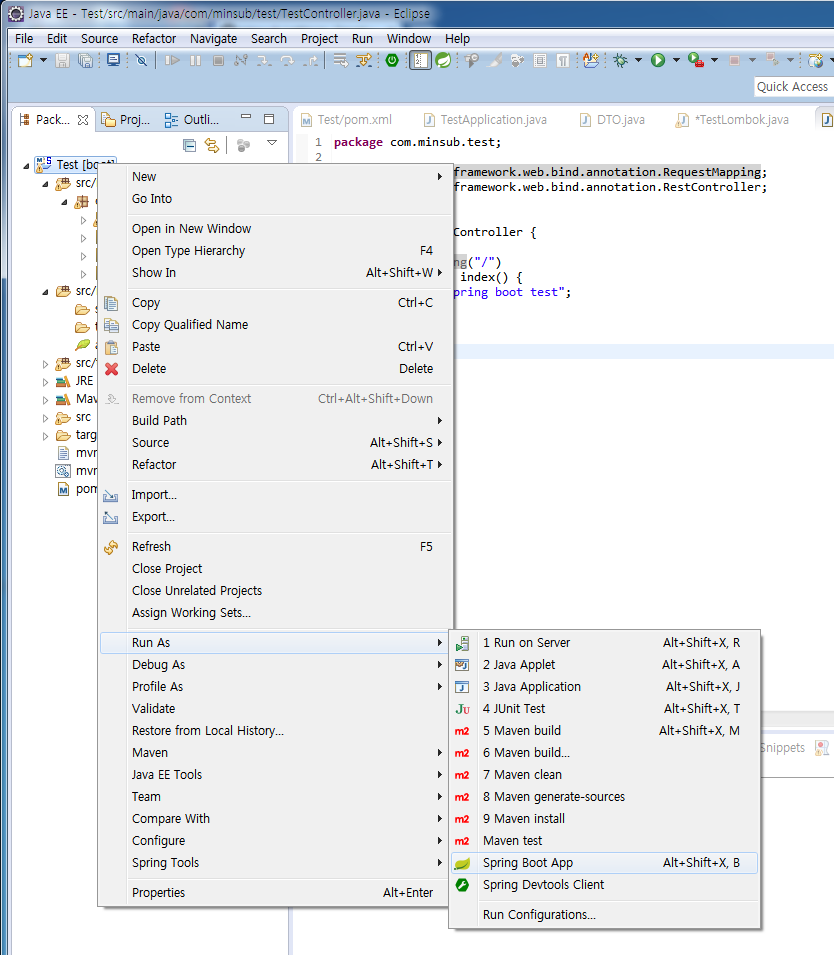 Java EE - Test/src/main/java/com/minsub/test/TestController.java - Eclipse
File Edit Source Refactor Navigate Search Project Run Window Help
Quick Access
Pack... Proj... Outli...
Test/pom.xml TestApplication.java DTO.java *TestLombok.java
1 package com.minsub.test;
2
framework.web.bind.annotation.RequestMapping;
framework.web.bind.annotation.RestController;
Controller {
ng("/")
index() {
pring boot test";
Test [boot]
src/
src/
src/
JRE
Mav
src
targ
mvn
mvn
pom
New
Go Into
Open in New Window
Open Type Hierarchy F4
Show In Alt+Shift+W
Copy Ctrl+C
Copy Qualified Name
Paste Ctrl+V
Delete Delete
Remove from Context Ctrl+Alt+Shift+Down
Build Path
Source Alt+Shift+S
Refactor Alt+Shift+T
Import...
Export...
Refresh F5
Close Project
Close Unrelated Projects
Assign Working Sets...
Run As
Debug As
Profile As
Validate
Restore from Local History...
Maven
Java EE Tools
Team
Compare With
Configure
Spring Tools
Properties Alt+Enter
1 Run on Server Alt+Shift+X, R
2 Java Applet Alt+Shift+X, A
3 Java Application Alt+Shift+X, J
Ju 4 JUnit Test Alt+Shift+X, T
m2 5 Maven build Alt+Shift+X, M
m2 6 Maven build...
m2 7 Maven clean
m2 8 Maven generate-sources
m2 9 Maven install
m2 Maven test
Spring Boot App Alt+Shift+X, B
Spring Devtools Client
Run Configurations...
Snippets